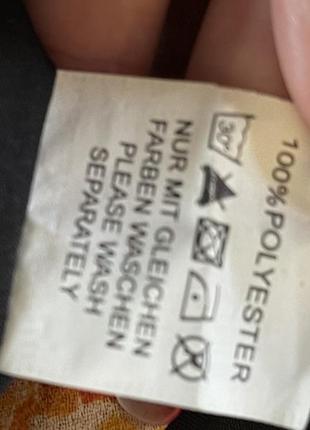 100% POLYESTER
30°
NUR MIT GLEICHEN
FARBEN WASCHEN
PLEASE WASH
SEPARATELY